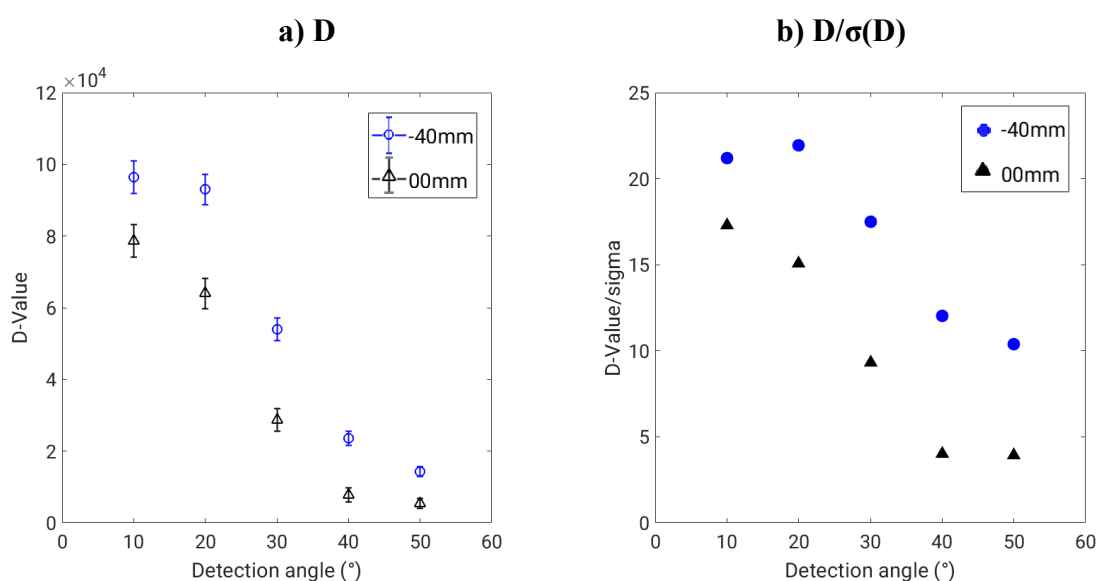 a) D
b) D/σ(D)
×10⁴
12
10
8
6
4
2
0
0 10 20 30 40 50 60
D-Value
Detection angle (°)
-40mm
00mm
25
20
15
10
5
0
0 10 20 30 40 50 60
D-Value/sigma
Detection angle (°)
-40mm
00mm